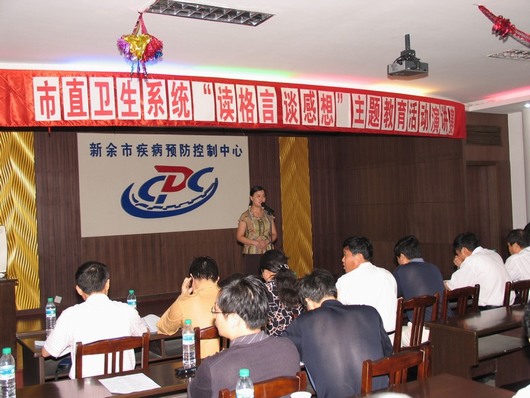 市直卫生系统“读格言谈感想”主题教育活动演讲
新余市疾病预防控制中心
CDC